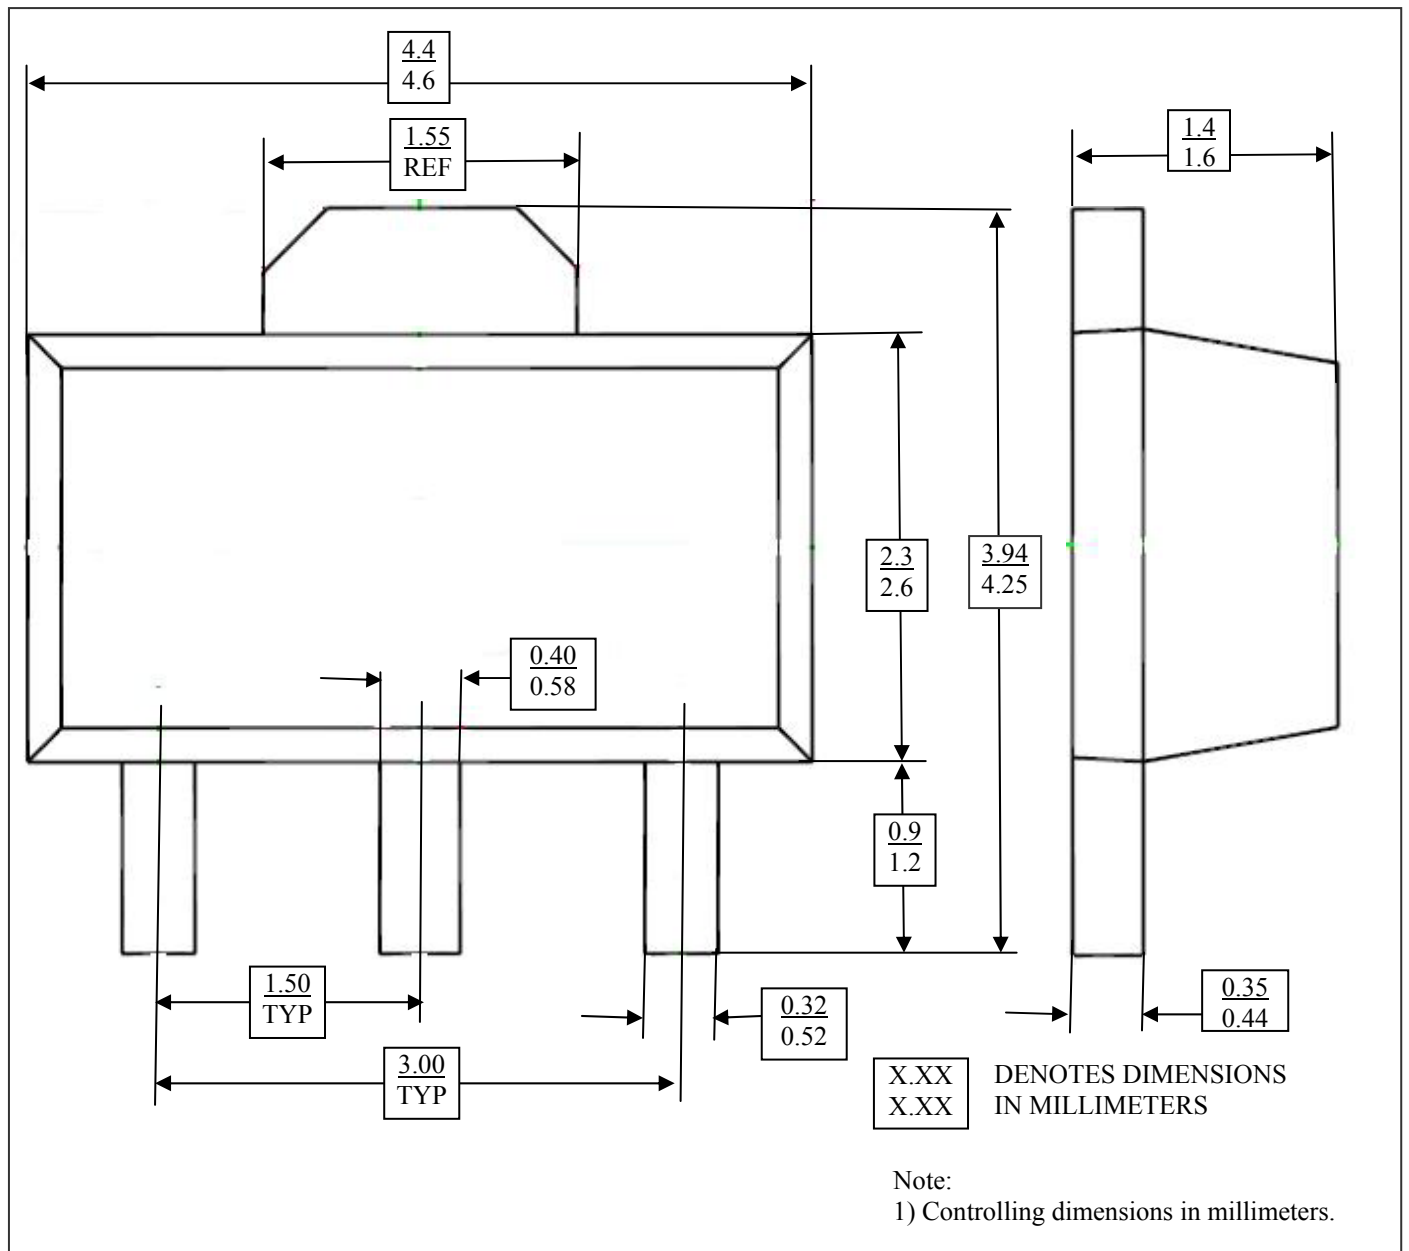 4.4
4.6
1.55
REF
1.4
1.6
2.3
2.6
3.94
4.25
0.40
0.58
0.9
1.2
1.50
TYP
0.32
0.52
0.35
0.44
3.00
TYP
X.XX
X.XX
DENOTES DIMENSIONS
IN MILLIMETERS
Note:
1) Controlling dimensions in millimeters.